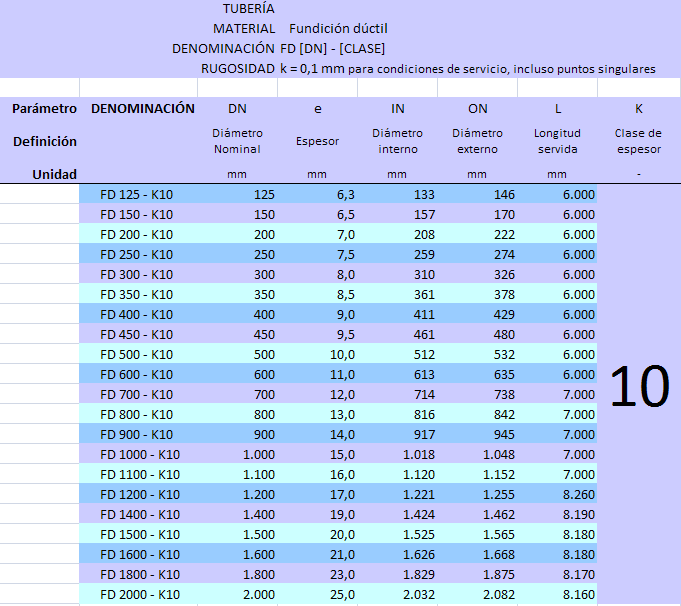 TUBERÍA
MATERIAL Fundición dúctil
DENOMINACIÓN FD [DN] - [CLASE]
RUGOSIDAD k = 0,1 mm para condiciones de servicio, incluso puntos singulares
Parámetro DENOMINACIÓN DN e IN ON L K
Definición Diámetro Nominal Espesor Diámetro interno Diámetro externo Longitud servida Clase de espesor
Unidad mm mm mm mm mm -
FD 125 - K10 125 6,3 133 146 6.000
FD 150 - K10 150 6,5 157 170 6.000
FD 200 - K10 200 7,0 208 222 6.000
FD 250 - K10 250 7,5 259 274 6.000
FD 300 - K10 300 8,0 310 326 6.000
FD 350 - K10 350 8,5 361 378 6.000
FD 400 - K10 400 9,0 411 429 6.000
FD 450 - K10 450 9,5 461 480 6.000
FD 500 - K10 500 10,0 512 532 6.000
FD 600 - K10 600 11,0 613 635 6.000
FD 700 - K10 700 12,0 714 738 7.000
10
FD 800 - K10 800 13,0 816 842 7.000
FD 900 - K10 900 14,0 917 945 7.000
FD 1000 - K10 1.000 15,0 1.018 1.048 7.000
FD 1100 - K10 1.100 16,0 1.120 1.152 7.000
FD 1200 - K10 1.200 17,0 1.221 1.255 8.260
FD 1400 - K10 1.400 19,0 1.424 1.462 8.190
FD 1500 - K10 1.500 20,0 1.525 1.565 8.180
FD 1600 - K10 1.600 21,0 1.626 1.668 8.180
FD 1800 - K10 1.800 23,0 1.829 1.875 8.170
FD 2000 - K10 2.000 25,0 2.032 2.082 8.160